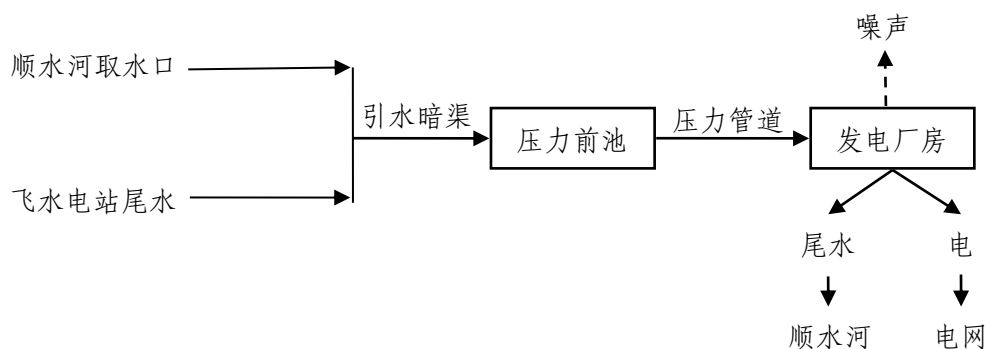 噪声
顺水河取水口
引水暗渠
压力前池
压力管道
发电厂房
飞水电站尾水
尾水
电
顺水河
电网